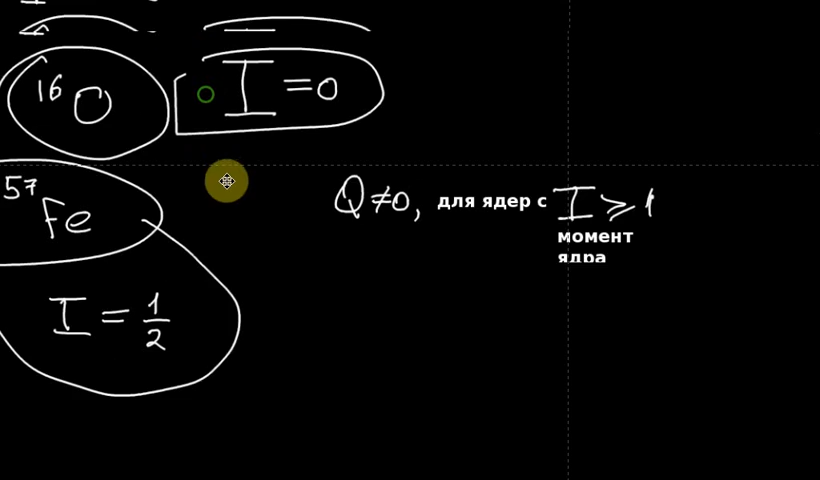 ¹⁶O I = 0
⁵⁷Fe
Q ≠ 0, для ядер с I ⩾ 1
момент
ядра
I = 1/2